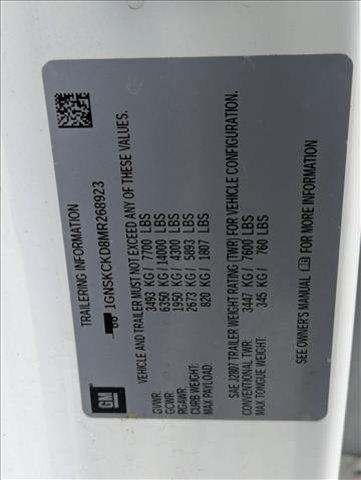 GM
TRAILERING INFORMATION
1GNSKCKD8MR268923
VEHICLE AND TRAILER MUST NOT EXCEED ANY OF THESE VALUES.
GVWR: 3493 KG / 7700 LBS
GCWR: 6350 KG / 14000 LBS
RGAWR: 1950 KG / 4300 LBS
CURB WEIGHT: 2673 KG / 5893 LBS
MAX PAYLOAD: 820 KG / 1807 LBS
SAE J2807 TRAILER WEIGHT RATING (TWR) FOR VEHICLE CONFIGURATION.
CONVENTIONAL TWR: 3447 KG / 7600 LBS
MAX TONGUE WEIGHT: 345 KG / 760 LBS
SEE OWNER'S MANUAL FOR MORE INFORMATION